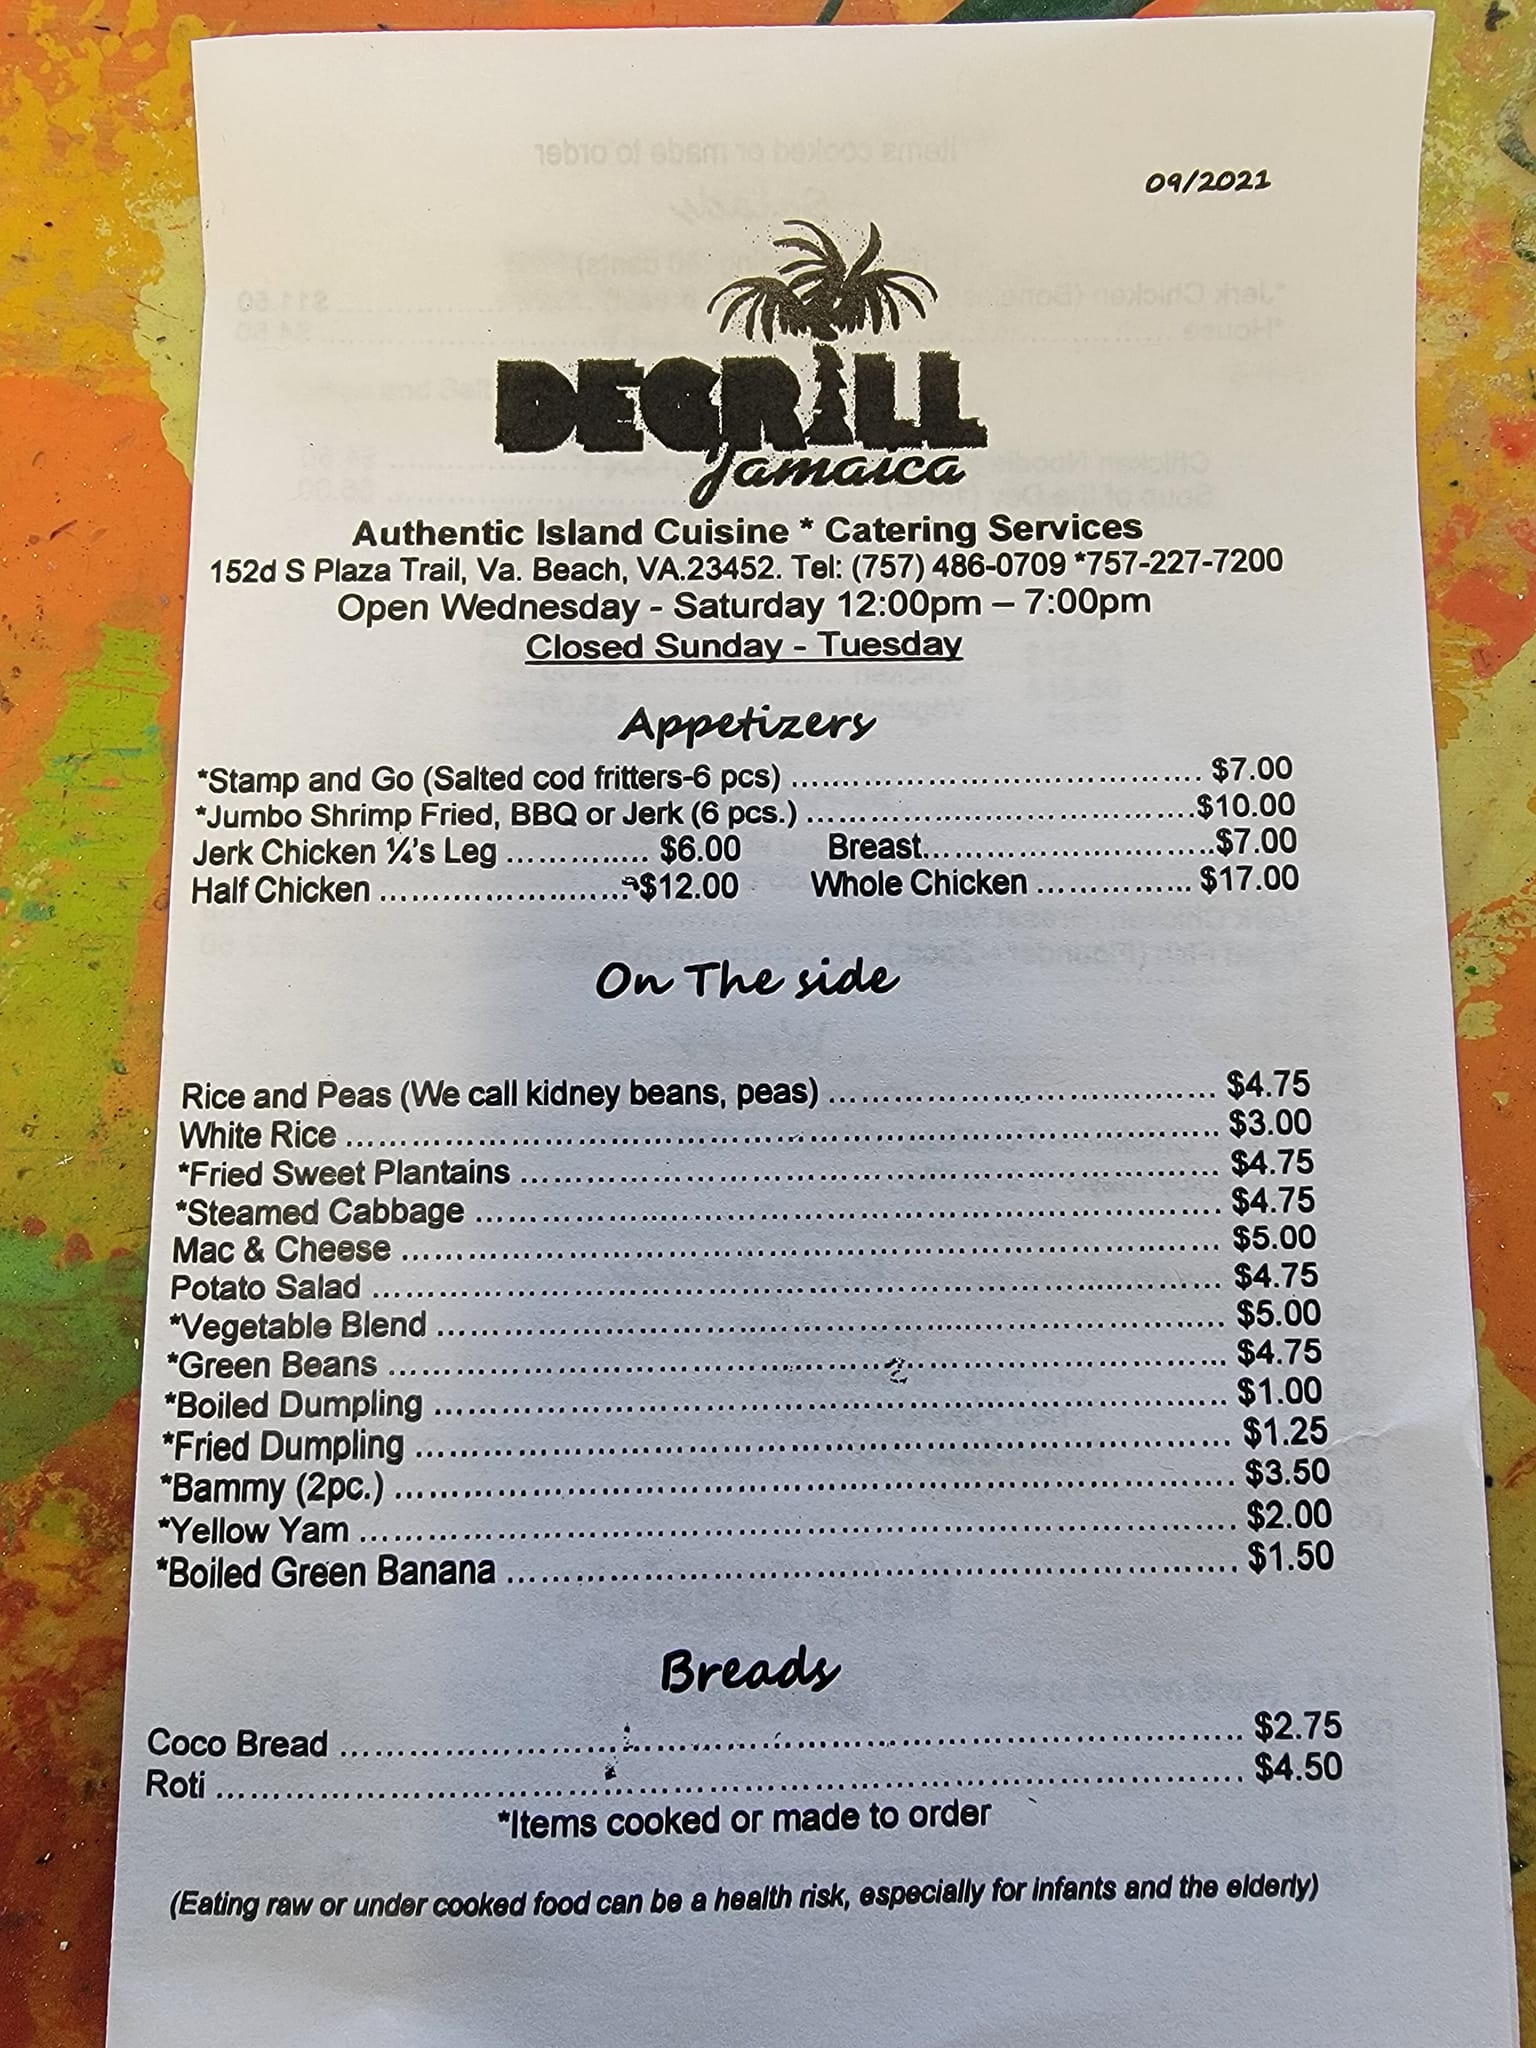 09/2021
DEGRILL
Jamaica
Authentic Island Cuisine * Catering Services
152d S Plaza Trail, Va. Beach, VA.23452. Tel: (757) 486-0709 *757-227-7200
Open Wednesday - Saturday 12:00pm – 7:00pm
Closed Sunday - Tuesday
Appetizers
*Stamp and Go (Salted cod fritters-6 pcs) ........................................ $7.00
*Jumbo Shrimp Fried, BBQ or Jerk (6 pcs.) ......................................$10.00
Jerk Chicken ¼'s Leg ............. $6.00 Breast.............................$7.00
Half Chicken .........................$12.00 Whole Chicken ............... $17.00
On The side
Rice and Peas (We call kidney beans, peas) ...................................... $4.75
White Rice ..................................................................................... $3.00
*Fried Sweet Plantains ..................................................................... $4.75
*Steamed Cabbage .......................................................................... $4.75
Mac & Cheese ................................................................................ $5.00
Potato Salad ................................................................................... $4.75
*Vegetable Blend ............................................................................. $5.00
*Green Beans .................................................................................. $4.75
*Boiled Dumpling ............................................................................. $1.00
*Fried Dumpling ............................................................................... $1.25
*Bammy (2pc.) ................................................................................. $3.50
*Yellow Yam ..................................................................................... $2.00
*Boiled Green Banana ....................................................................... $1.50
Breads
Coco Bread ...................................................................................... $2.75
Roti .................................................................................................. $4.50
*Items cooked or made to order
(Eating raw or under cooked food can be a health risk, especially for infants and the elderly)